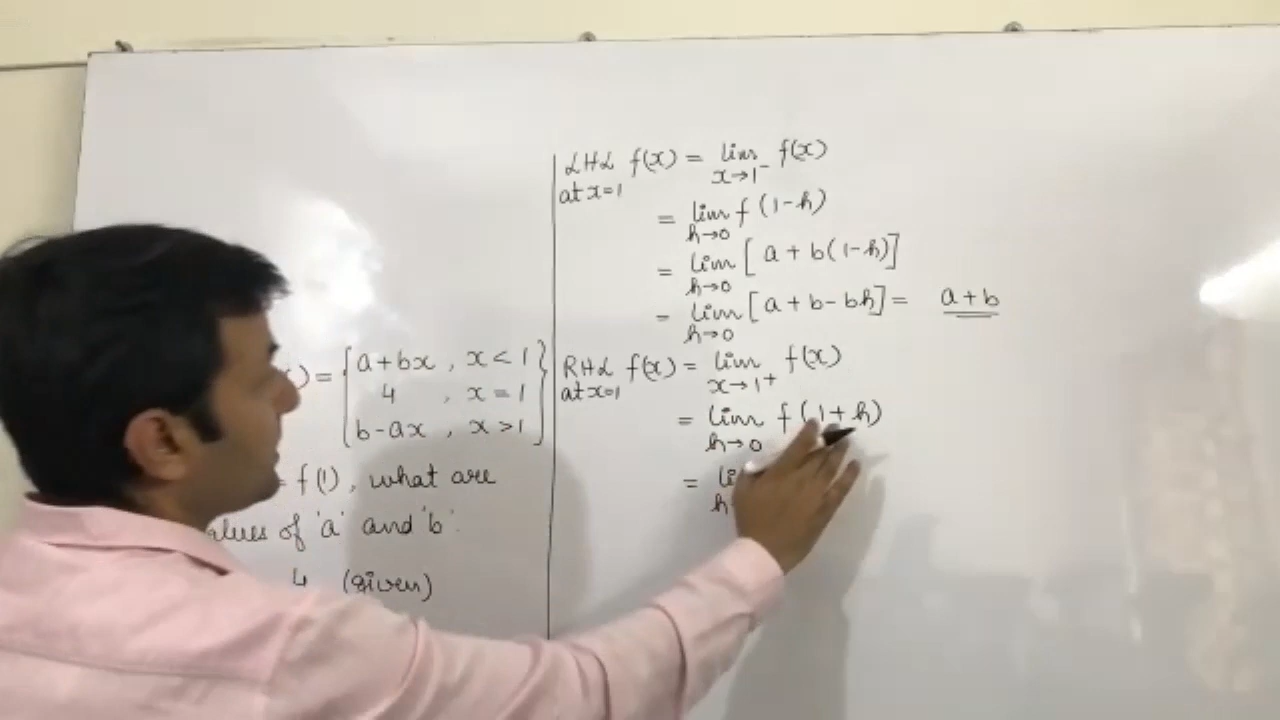 ) = { a+bx , x < 1
4 , x = 1
b-ax , x > 1 }
= f(1), what are
alues of 'a' and 'b'.
4 (given)
LHL f(x) = lim f(x)
at x=1 x→1⁻
= lim f(1-h)
h→0
= lim [a + b(1-h)]
h→0
= lim [a + b - bh] = a+b
h→0
RHL f(x) = lim f(x)
at x=1 x→1⁺
= lim f(1+h)
h→0
= li
h